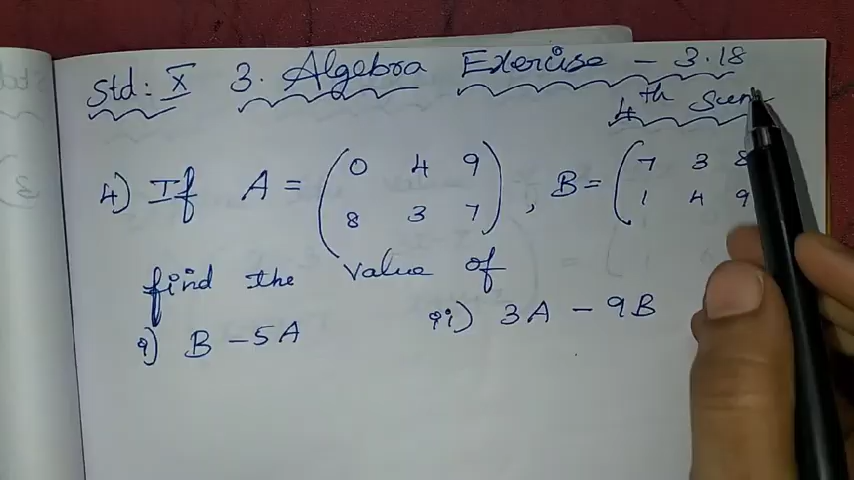 Std: X 3. Algebra Exercise - 3.18
4th Sum
4) If A = ( 0 4 9 ) , B = ( 7 3 8
8 3 7 1 4 9
find the value of
i) B - 5A ii) 3A - 9B